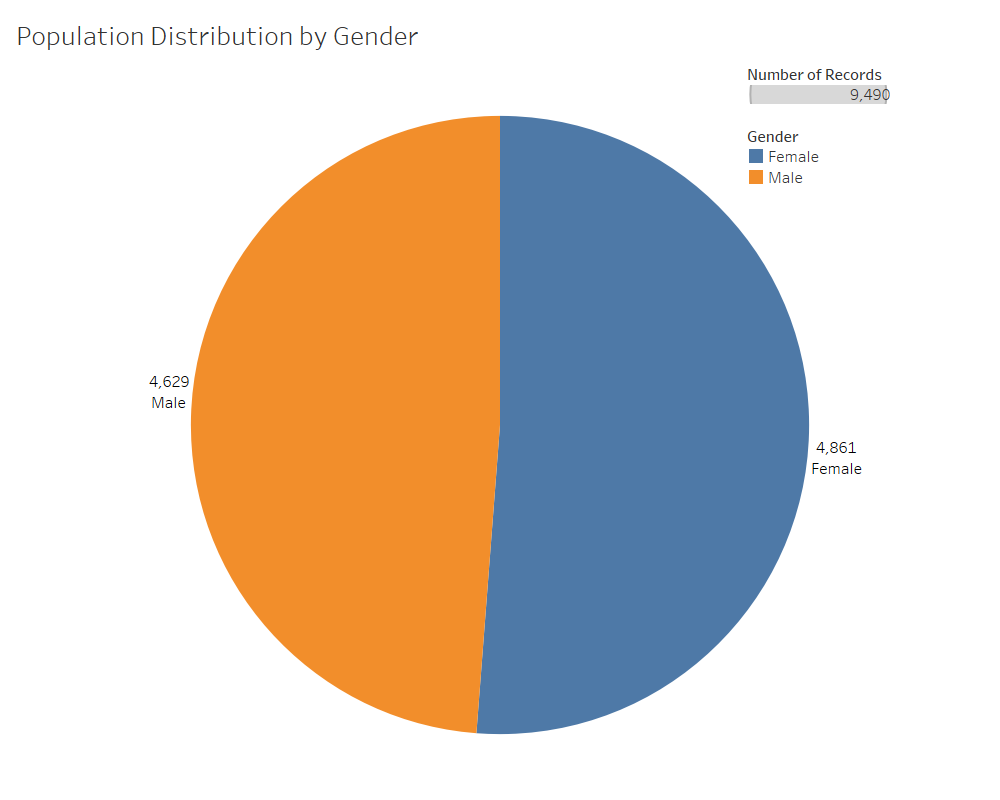 Population Distribution by Gender
Number of Records
9,490
Gender
Female
Male
4,629
Male
4,861
Female